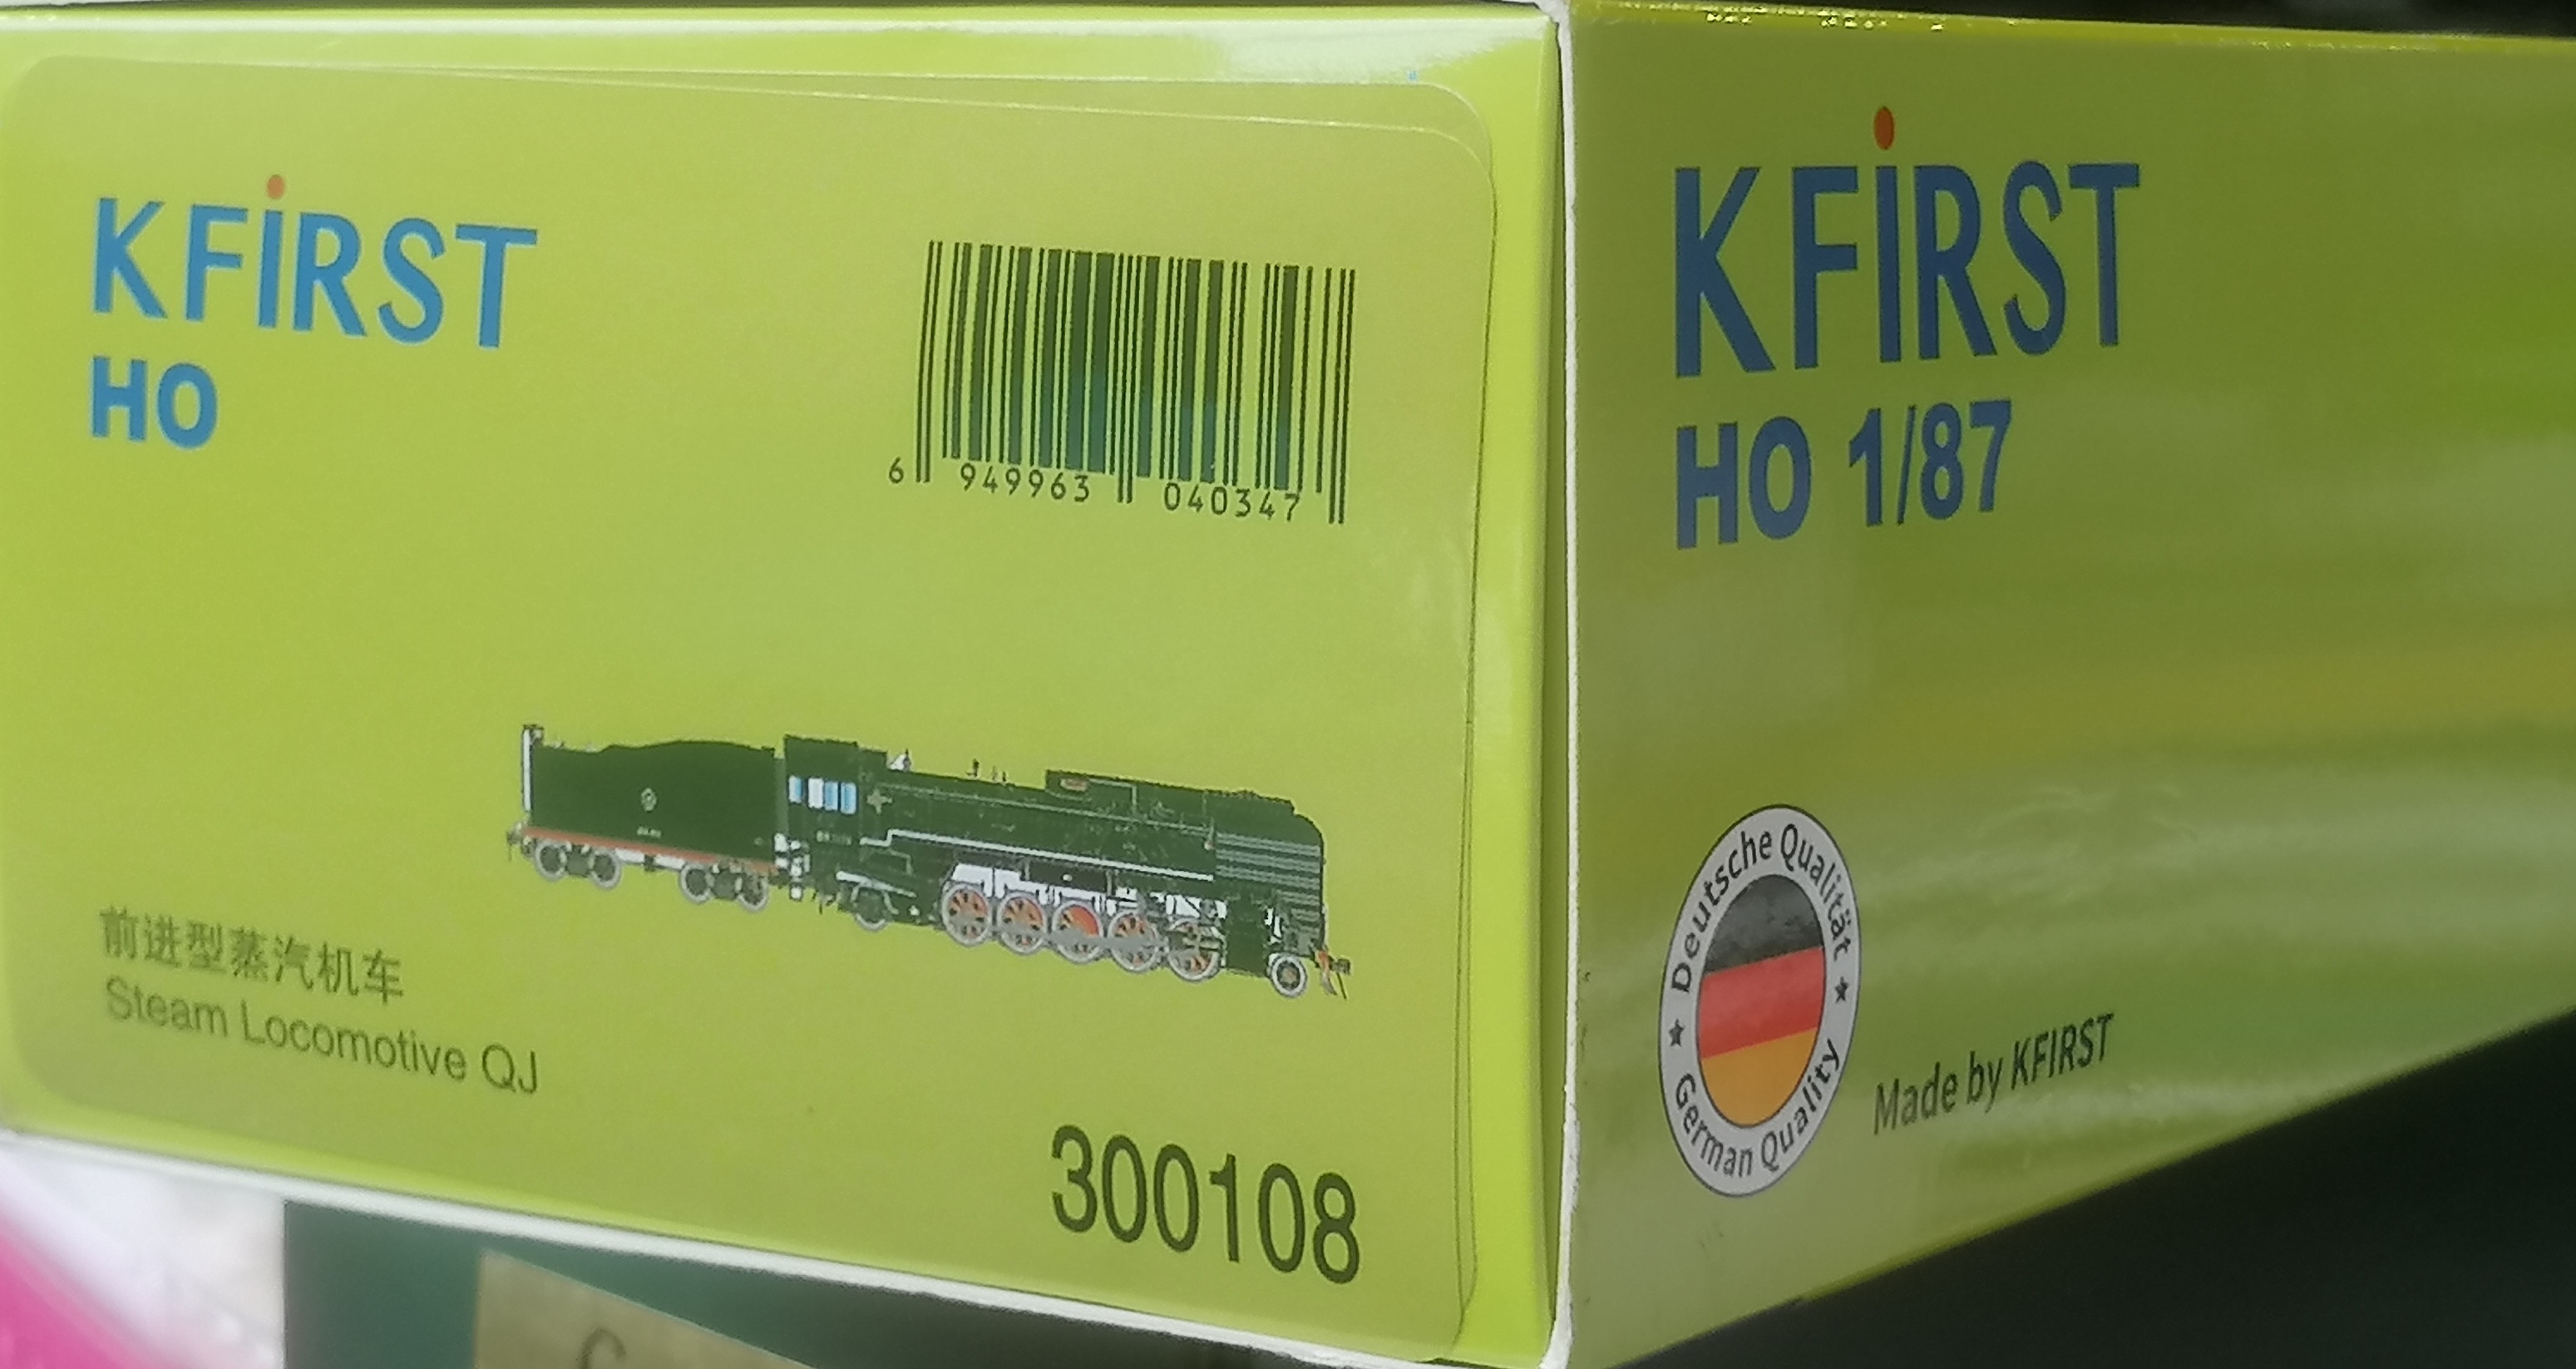 KFiRST
HO
6 949963 040347
前进型蒸汽机车
Steam Locomotive QJ
300108
KFiRST
HO 1/87
Deutsche Qualität
★ ★
German Quality
Made by KFIRST